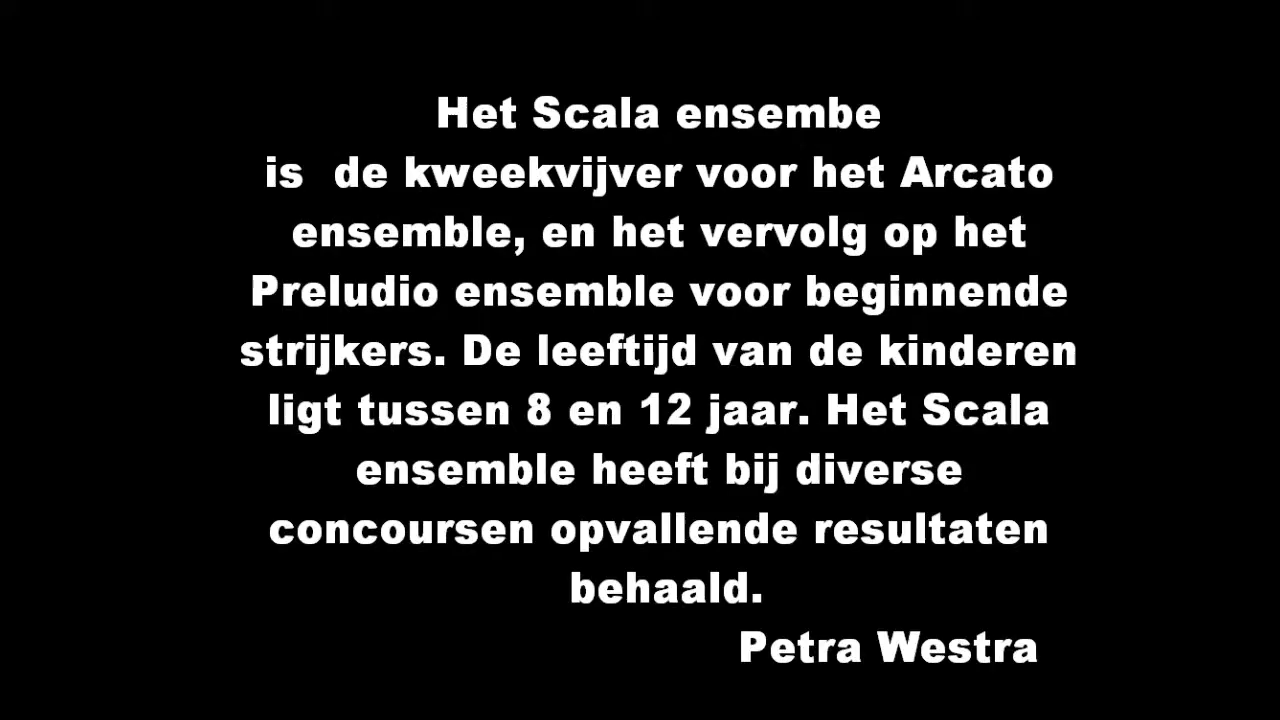 Het Scala ensembe
is  de kweekvijver voor het Arcato
ensemble, en het vervolg op het
Preludio ensemble voor beginnende
strijkers. De leeftijd van de kinderen
ligt tussen 8 en 12 jaar. Het Scala
ensemble heeft bij diverse
concoursen opvallende resultaten
behaald.
Petra Westra